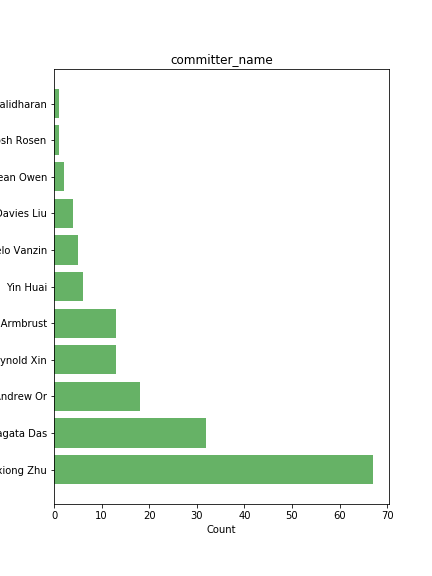 committer_name
alidharan
sh Rosen
ean Owen
Davies Liu
elo Vanzin
Yin Huai
Armbrust
ynold Xin
Andrew Or
agata Das
xiong Zhu
0 10 20 30 40 50 60 70
Count